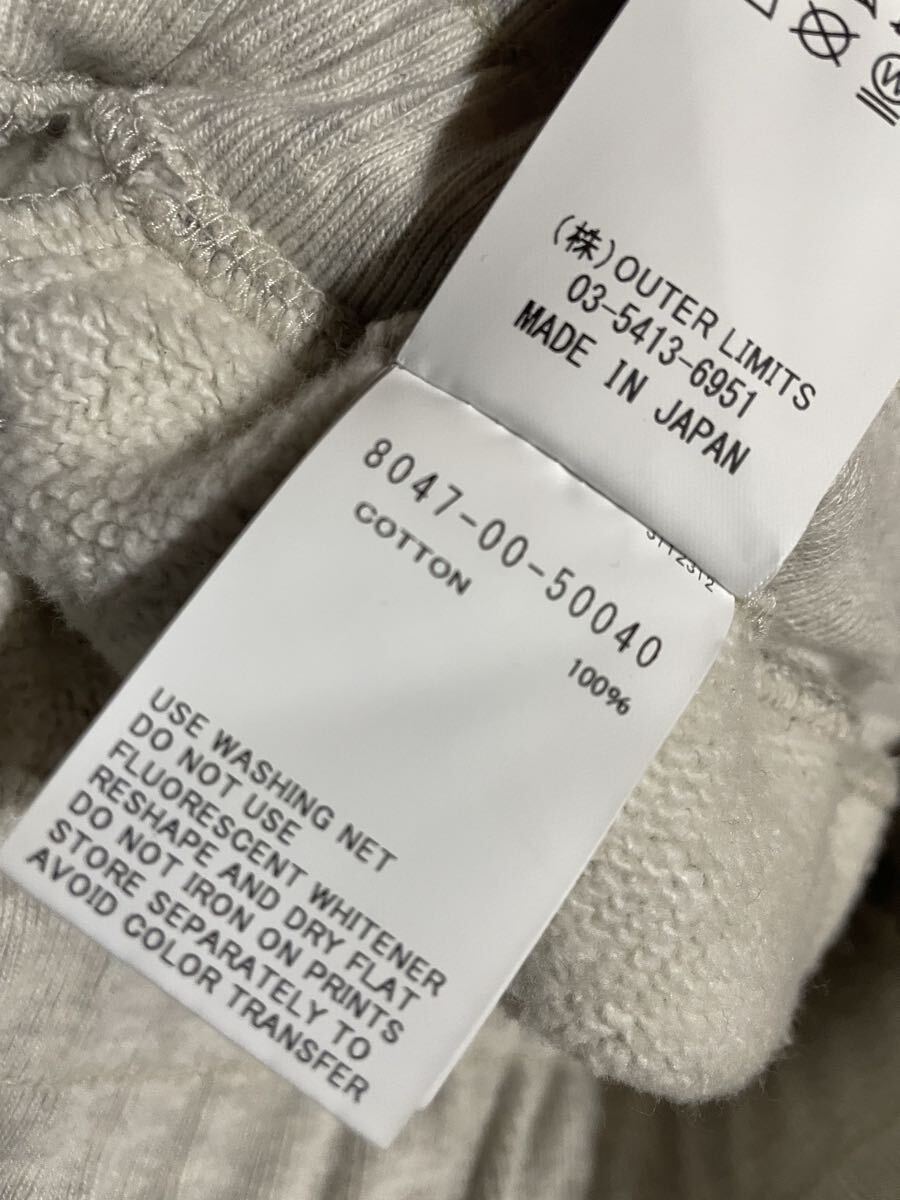 (株)OUTER LIMITS
03-5413-6951
MADE IN JAPAN
8047-00-50040
COTTON
100%
USE WASHING NET
DO NOT USE
FLUORESCENT WHITENER
RESHAPE AND DRY FLAT
DO NOT IRON ON PRINTS
STORE SEPARATELY TO
AVOID COLOR TRANSFER